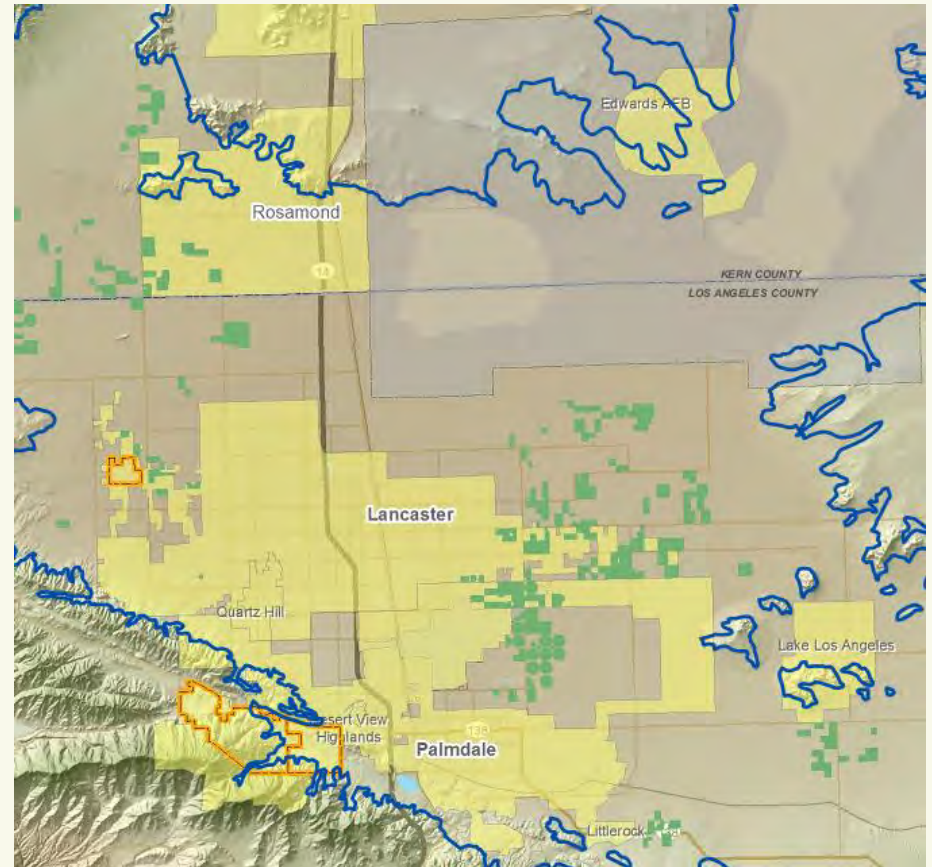 Edwards AFB
Rosamond
14
KERN COUNTY
LOS ANGELES COUNTY
Lancaster
Quartz Hill
Lake Los Angeles
Desert View
Highlands
138
Palmdale
Littlerock